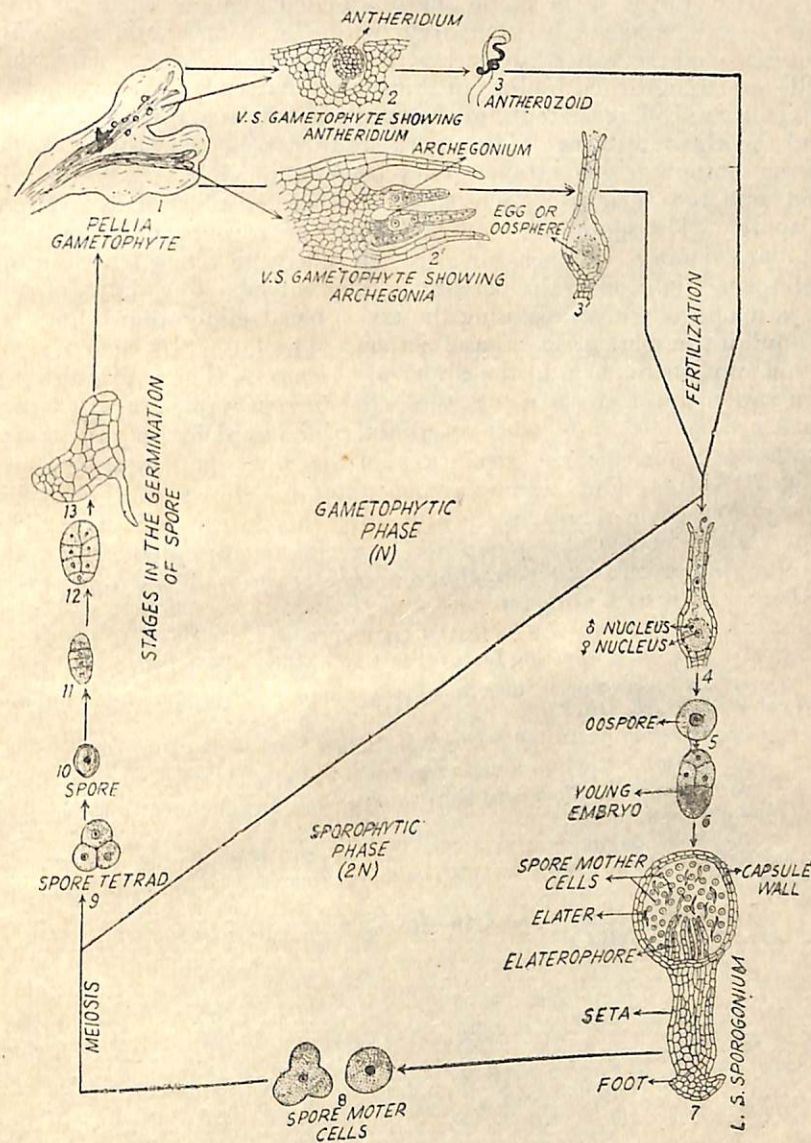 ANTHERIDIUM
2
3
ANTHEROZOID
V.S. GAMETOPHYTE SHOWING
ANTHERIDIUM
ARCHEGONIUM
1
PELLIA
GAMETOPHYTE
EGG OR
OOSPHERE
2'
V.S. GAMETOPHYTE SHOWING
ARCHEGONIA
3'
FERTILIZATION
STAGES IN THE GERMINATION
OF SPORE
13
GAMETOPHYTIC
PHASE
(N)
12
♂ NUCLEUS
♀ NUCLEUS
4
11
OOSPORE
5
10
SPORE
YOUNG
EMBRYO
6
SPOROPHYTIC
PHASE
(2N)
SPORE TETRAD
9
SPORE MOTHER
CELLS
CAPSULE
WALL
ELATER
ELATEROPHORE
SETA
L. S. SPOROGONIUM
MEIOSIS
FOOT
7
8
SPORE MOTER
CELLS